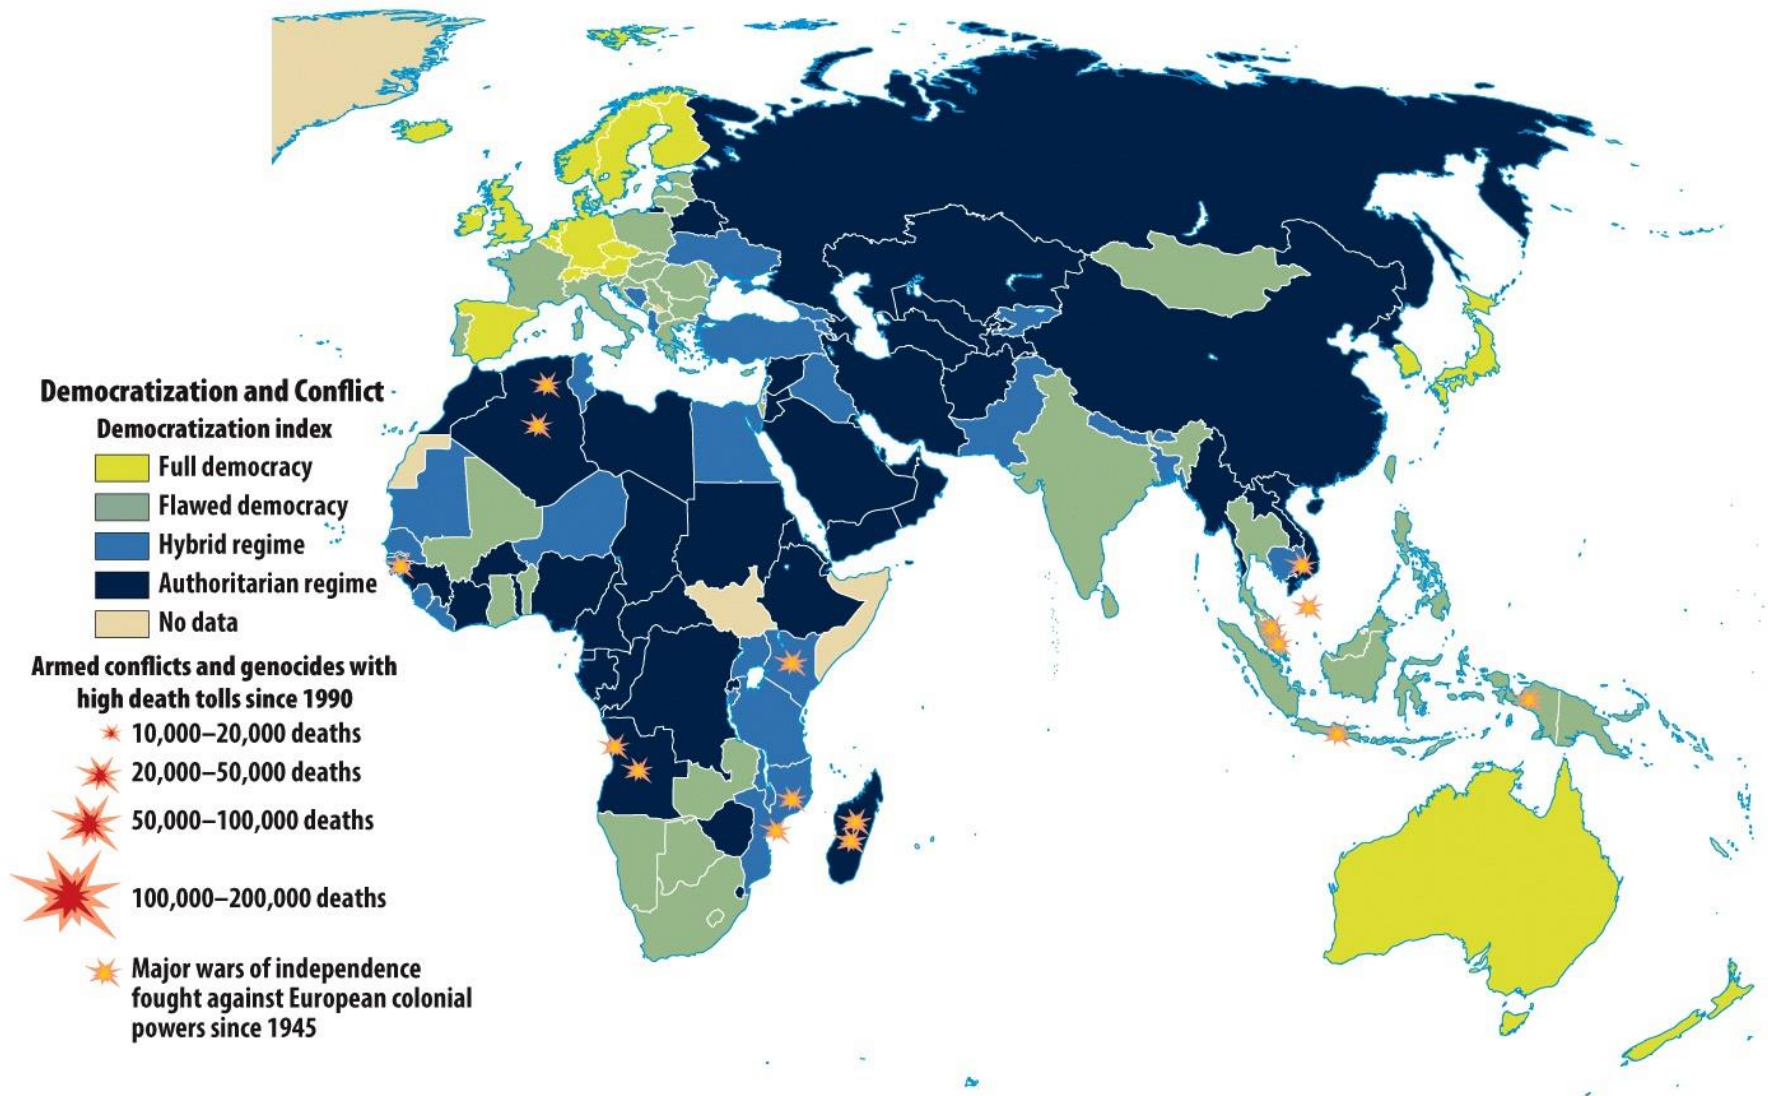 Democratization and Conflict
Democratization index
Full democracy
Flawed democracy
Hybrid regime
Authoritarian regime
No data
Armed conflicts and genocides with
high death tolls since 1990
10,000–20,000 deaths
20,000–50,000 deaths
50,000–100,000 deaths
100,000–200,000 deaths
Major wars of independence
fought against European colonial
powers since 1945